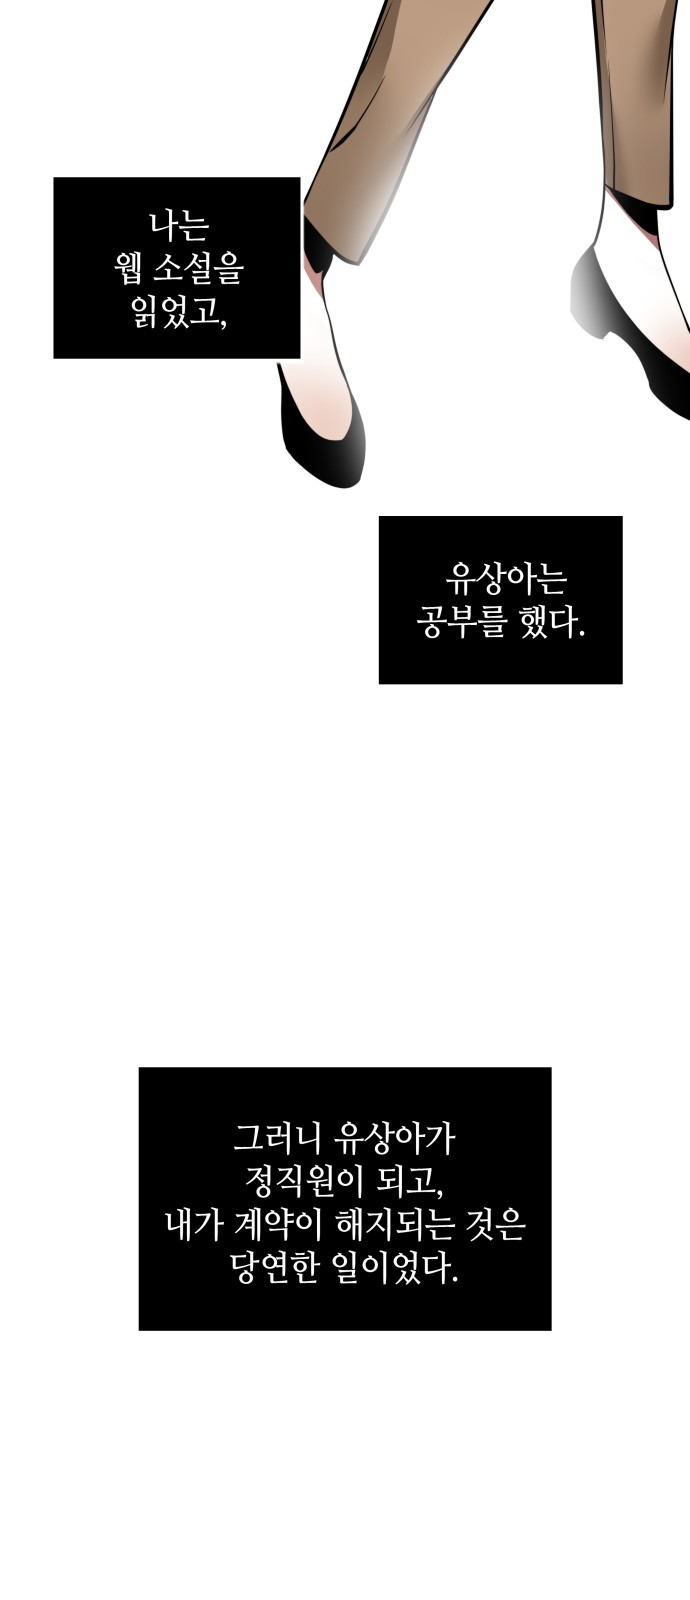 나는
웹 소설을
읽었고,
유상아는
공부를 했다.
그러니 유상아가
정직원이 되고,
내가 계약이 해지되는 것은
당연한 일이었다.